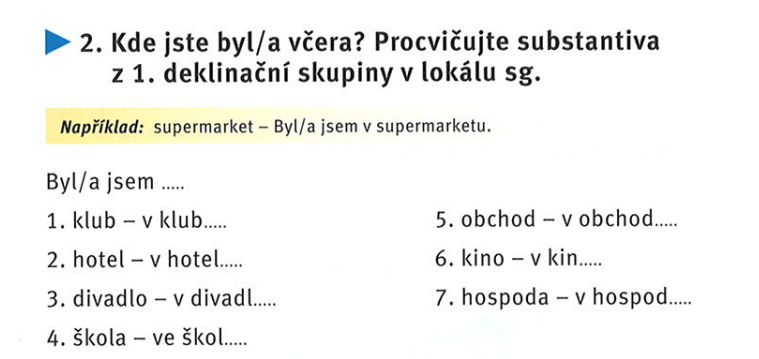 2. Kde jste byl/a včera? Procvičujte substantiva
z 1. deklinační skupiny v lokálu sg.
Například: supermarket – Byl/a jsem v supermarketu.
Byl/a jsem .....
1. klub – v klub.....
2. hotel – v hotel.....
3. divadlo – v divadl.....
4. škola – ve škol.....
5. obchod – v obchod.....
6. kino – v kin.....
7. hospoda – v hospod.....